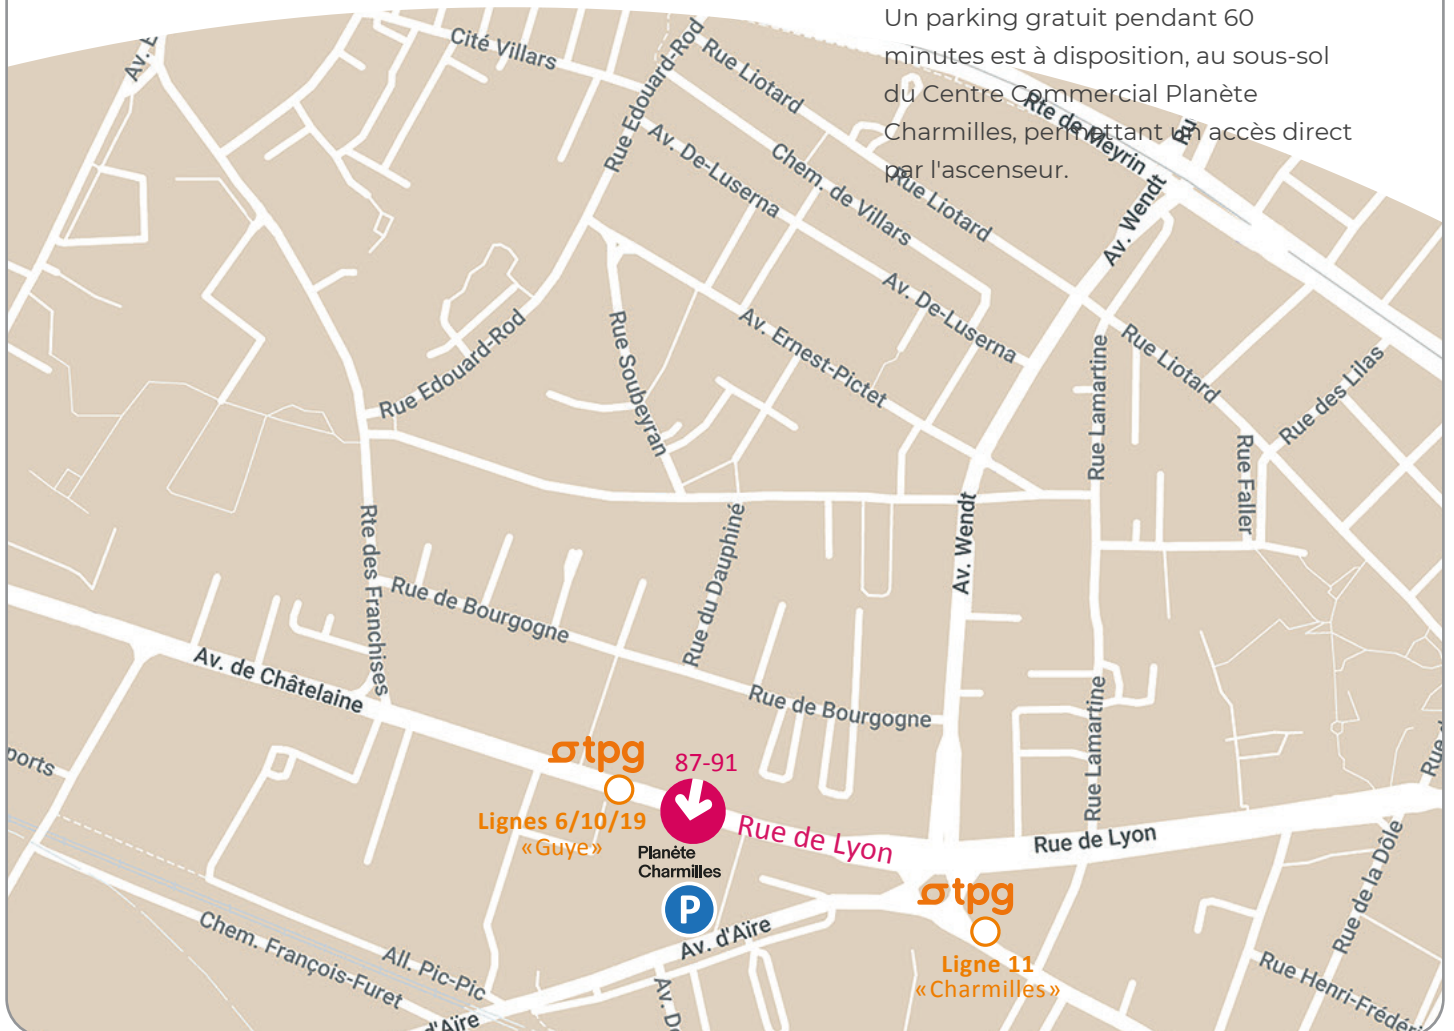 Un parking gratuit pendant 60
minutes est à disposition, au sous-sol
du Centre Commercial Planète
Charmilles, permettant un accès direct
par l'ascenseur.
Cité Villars
Rue Edouard-Rod
Rue Liotard
Rte de Meyrin
Av. De-Luserna
Chem. de Villars
Rue Liotard
Av. Wendt
Av. De-Luserna
Rue Edouard-Rod
Rue Soubeyran
Av. Ernest-Pictet
Rue Lamartine
Rue Liotard
Rue des Lilas
Rue Faller
Rte des Franchises
Rue du Dauphiné
Av. Wendt
Rue de Bourgogne
Av. de Châtelaine
Rue de Bourgogne
Rue Lamartine
ports
tpg
87-91
Lignes 6/10/19
«Guye»
Rue de Lyon
Planète
Charmilles
P
Rue de Lyon
tpg
Ligne 11
«Charmilles»
Rue de la Dôle
Av. d'Aïre
Chem. François-Furet
All. Pic-Pic
Rue Henri-Frédéri
d'Aïre